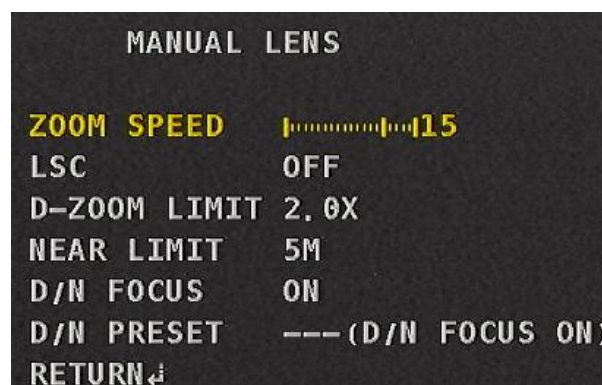 MANUAL LENS
ZOOM SPEED 15
LSC OFF
D-ZOOM LIMIT 2.0X
NEAR LIMIT 5M
D/N FOCUS ON
D/N PRESET ---(D/N FOCUS ON)
RETURN↲